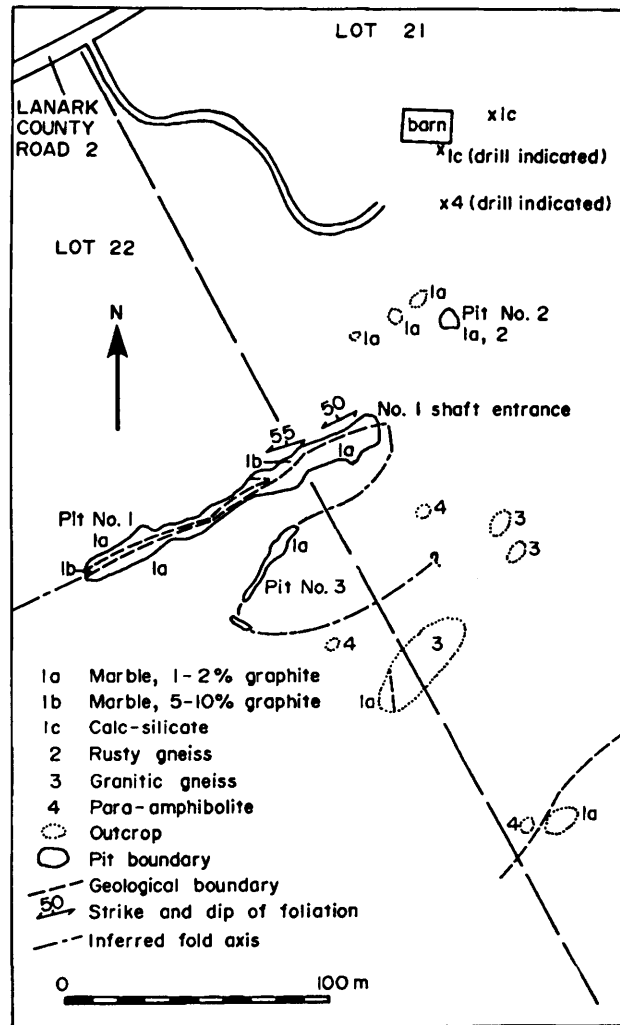 LOT 21
LANARK
COUNTY
ROAD 2
barn
x1c
x1c (drill indicated)
x4 (drill indicated)
LOT 22
N
1a
1a
1a
Pit No. 2
1a, 2
50
No. 1 shaft entrance
55
1b
1a
Pit No. 1
1a
1b
1a
4
3
3
1a
Pit No. 3
?
4
3
1a
1a Marble, 1-2% graphite
1b Marble, 5-10% graphite
1c Calc-silicate
2 Rusty gneiss
3 Granitic gneiss
4 Para-amphibolite
Outcrop
Pit boundary
Geological boundary
50 Strike and dip of foliation
Inferred fold axis
4
1a
0 100 m